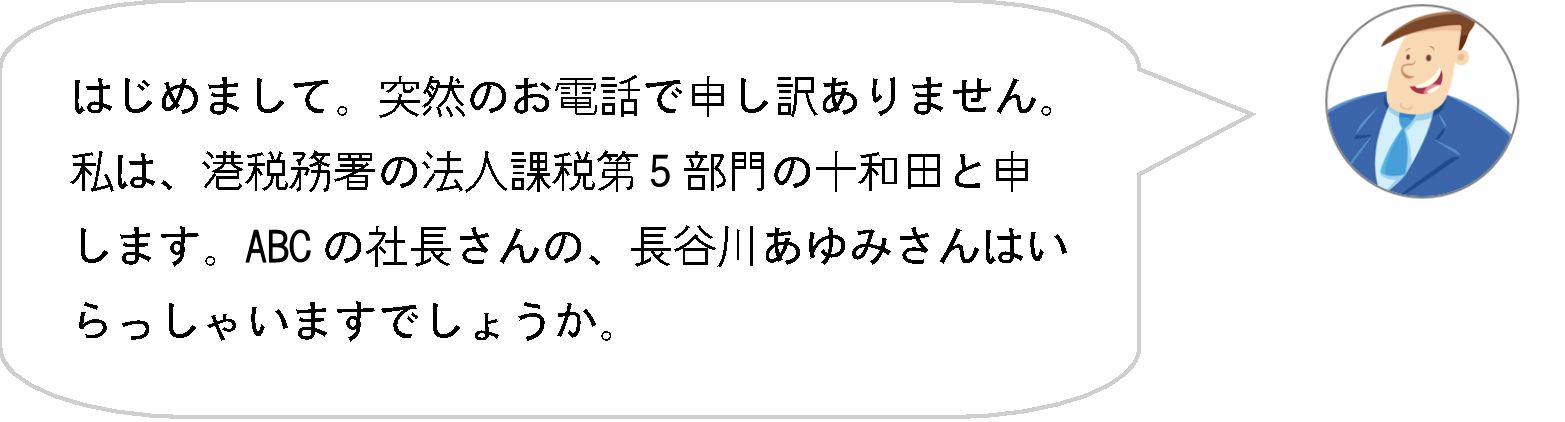 はじめまして。突然のお電話で申し訳ありません。
私は、港税務署の法人課税第5部門の十和田と申
します。ABCの社長さんの、長谷川あゆみさんはい
らっしゃいますでしょうか。